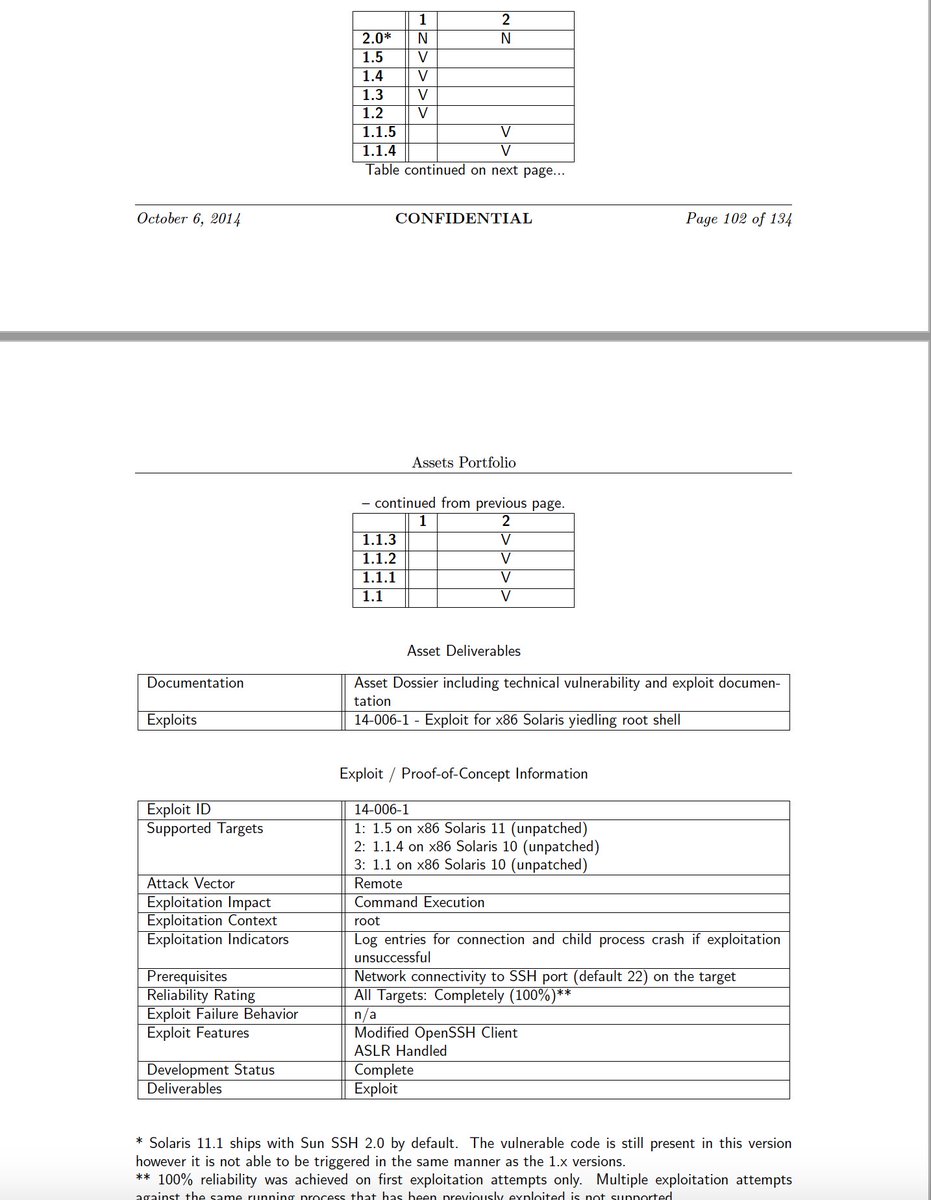 1 2
2.0* N N
1.5 V
1.4 V
1.3 V
1.2 V
1.1.5 V
1.1.4 V
Table continued on next page...
October 6, 2014 CONFIDENTIAL Page 102 of 134
Assets Portfolio
– continued from previous page.
1 2
1.1.3 V
1.1.2 V
1.1.1 V
1.1 V
Asset Deliverables
Documentation Asset Dossier including technical vulnerability and exploit documen-
tation
Exploits 14-006-1 - Exploit for x86 Solaris yiedling root shell
Exploit / Proof-of-Concept Information
Exploit ID 14-006-1
Supported Targets 1: 1.5 on x86 Solaris 11 (unpatched)
2: 1.1.4 on x86 Solaris 10 (unpatched)
3: 1.1 on x86 Solaris 10 (unpatched)
Attack Vector Remote
Exploitation Impact Command Execution
Exploitation Context root
Exploitation Indicators Log entries for connection and child process crash if exploitation
unsuccessful
Prerequisites Network connectivity to SSH port (default 22) on the target
Reliability Rating All Targets: Completely (100%)**
Exploit Failure Behavior n/a
Exploit Features Modified OpenSSH Client
ASLR Handled
Development Status Complete
Deliverables Exploit
* Solaris 11.1 ships with Sun SSH 2.0 by default. The vulnerable code is still present in this version
however it is not able to be triggered in the same manner as the 1.x versions.
** 100% reliability was achieved on first exploitation attempts only. Multiple exploitation attempts
against the same running process that has been previously exploited is not supported